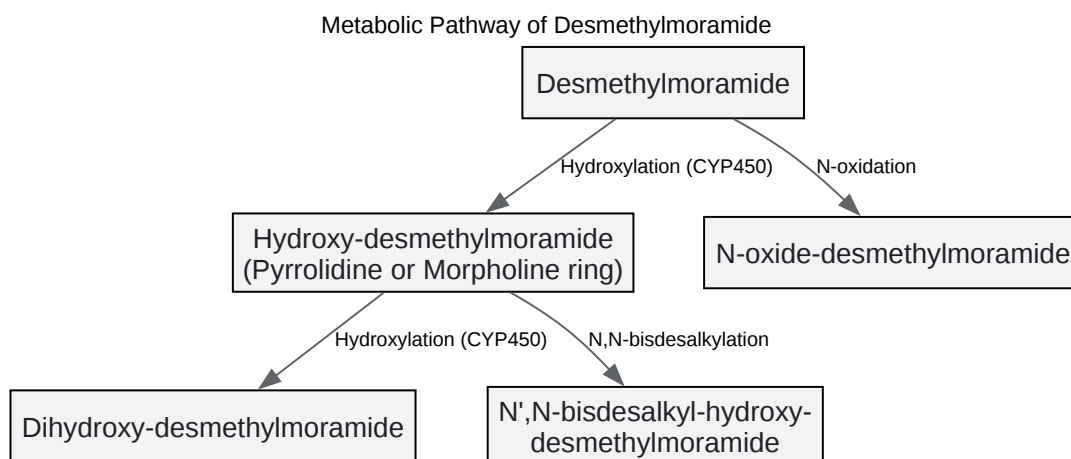 Metabolic Pathway of Desmethylmoramide
Desmethylmoramide
Hydroxylation (CYP450)
N-oxidation
Hydroxy-desmethylmoramide
(Pyrrolidine or Morpholine ring)
N-oxide-desmethylmoramide
Hydroxylation (CYP450)
N,N-bisdesalkylation
Dihydroxy-desmethylmoramide
N',N-bisdesalkyl-hydroxy-
desmethylmoramide